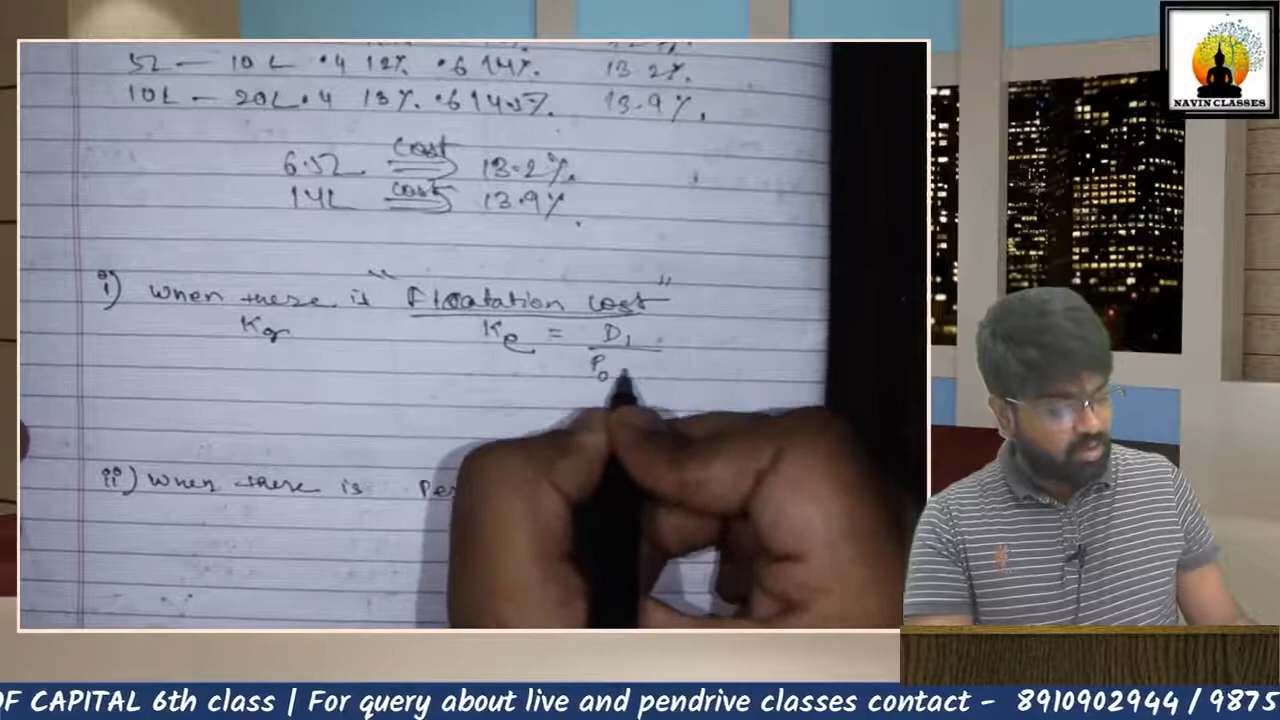 5L — 10L .4 12% .6 14% . 13.2% .
10L — 20L .4 13% .6 14.5% . 13.9% .
6.5L cost 13.2% .
14L cost 13.9% .
i) When there is "floatation cost"
Kr Ke = D1
P0
ii) When there is Per
NAVIN CLASSES
OF CAPITAL 6th class | For query about live and pendrive classes contact - 8910902944 / 9875